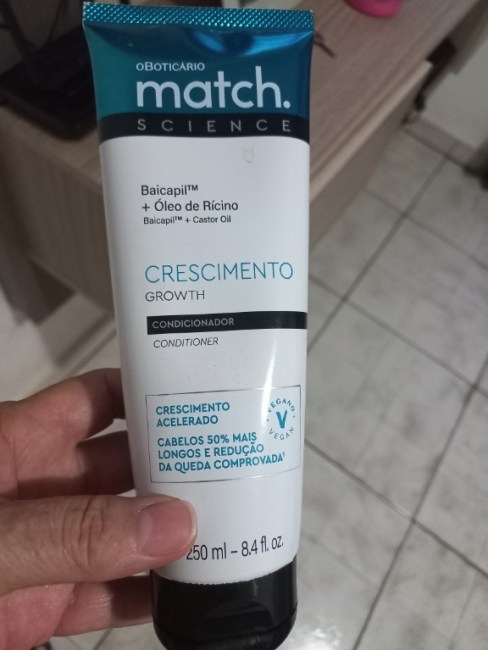 oBOTICÁRIO
match.
SCIENCE
Baicapil™
+ Óleo de Rícino
Baicapil™ + Castor Oil
CRESCIMENTO
GROWTH
CONDICIONADOR
CONDITIONER
CRESCIMENTO
ACELERADO
CABELOS 50% MAIS
LONGOS E REDUÇÃO
DA QUEDA COMPROVADA¹
VEGANO
V
VEGAN
250 ml – 8.4 fl. oz.